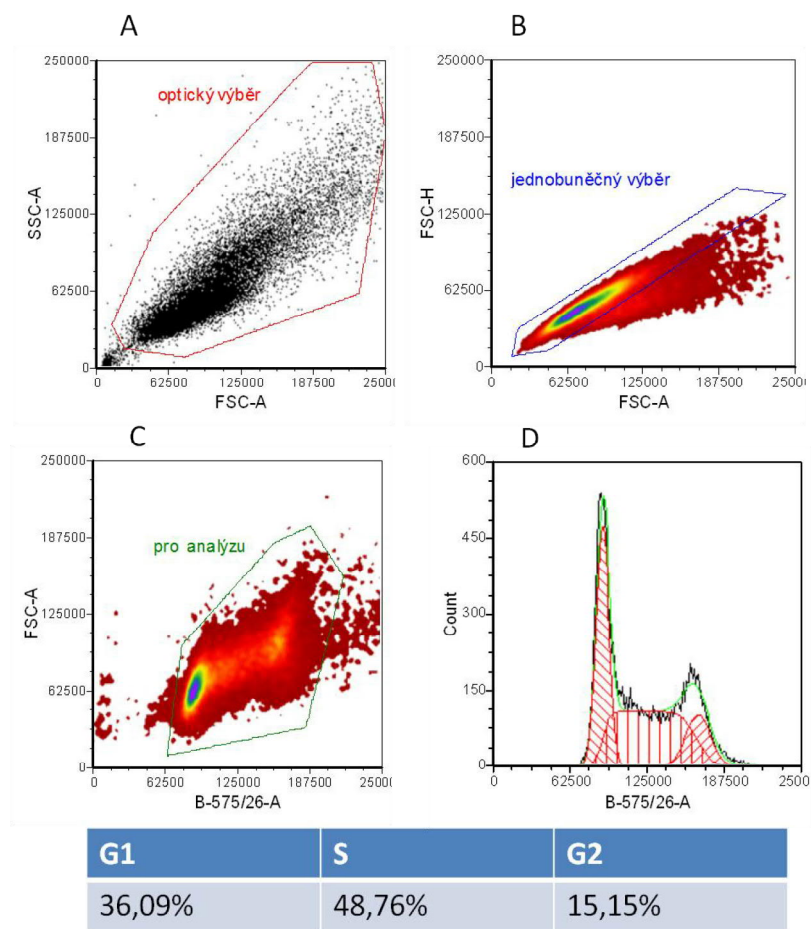 A
250000
187500
125000
62500
0
SSC-A
optický výběr
0 62500 125000 187500 25000
FSC-A
B
250000
187500
125000
62500
0
FSC-H
jednobuněčný výběr
0 62500 125000 187500 25000
FSC-A
C
250000
187500
125000
62500
0
FSC-A
pro analýzu
0 62500 125000 187500 25000
B-575/26-A
D
600
450
300
150
0
Count
0 62500 125000 187500 2500
B-575/26-A
G1 S G2
36,09% 48,76% 15,15%